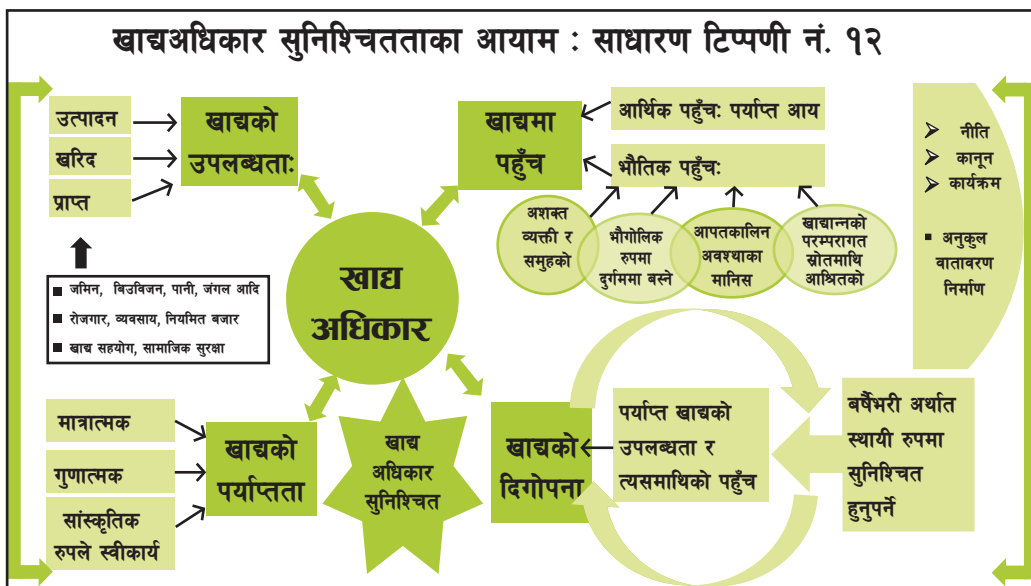 खाद्यअधिकार सुनिश्चितताका आयाम : साधारण टिप्पणी नं. १२
उत्पादन
खरिद
प्राप्त
खाद्यको
उपलब्धताः
■ जमिन, बिउविजन, पानी, जंगल आदि
■ रोजगार, व्यवसाय, नियमित बजार
■ खाद्य सहयोग, सामाजिक सुरक्षा
खाद्यमा
पहुँच
आर्थिक पहुँचः पर्याप्त आय
भौतिक पहुँचः
अशक्त
व्यक्ती र
समुहको
भौगोलिक
रुपमा
दुर्गममा बस्ने
आपतकालिन
अवश्थाका
मानिस
खाद्यान्नको
परम्परागत
स्रोतमाथि
आश्रितको
➢ नीति
➢ कानून
➢ कार्यक्रम
▪ अनुकुल
वातावरण
निर्माण
खाद्य
अधिकार
मात्रात्मक
गुणात्मक
सांस्कृतिक
रुपले स्वीकार्य
खाद्यको
पर्याप्तता
खाद्य
अधिकार
सुनिश्चित
खाद्यको
दिगोपना
पर्याप्त खाद्यको
उपलब्धता र
त्यसमाथिको पहुँच
बर्षैभरी अर्थात
स्थायी रुपमा
सुनिश्चित
हुनुपर्ने